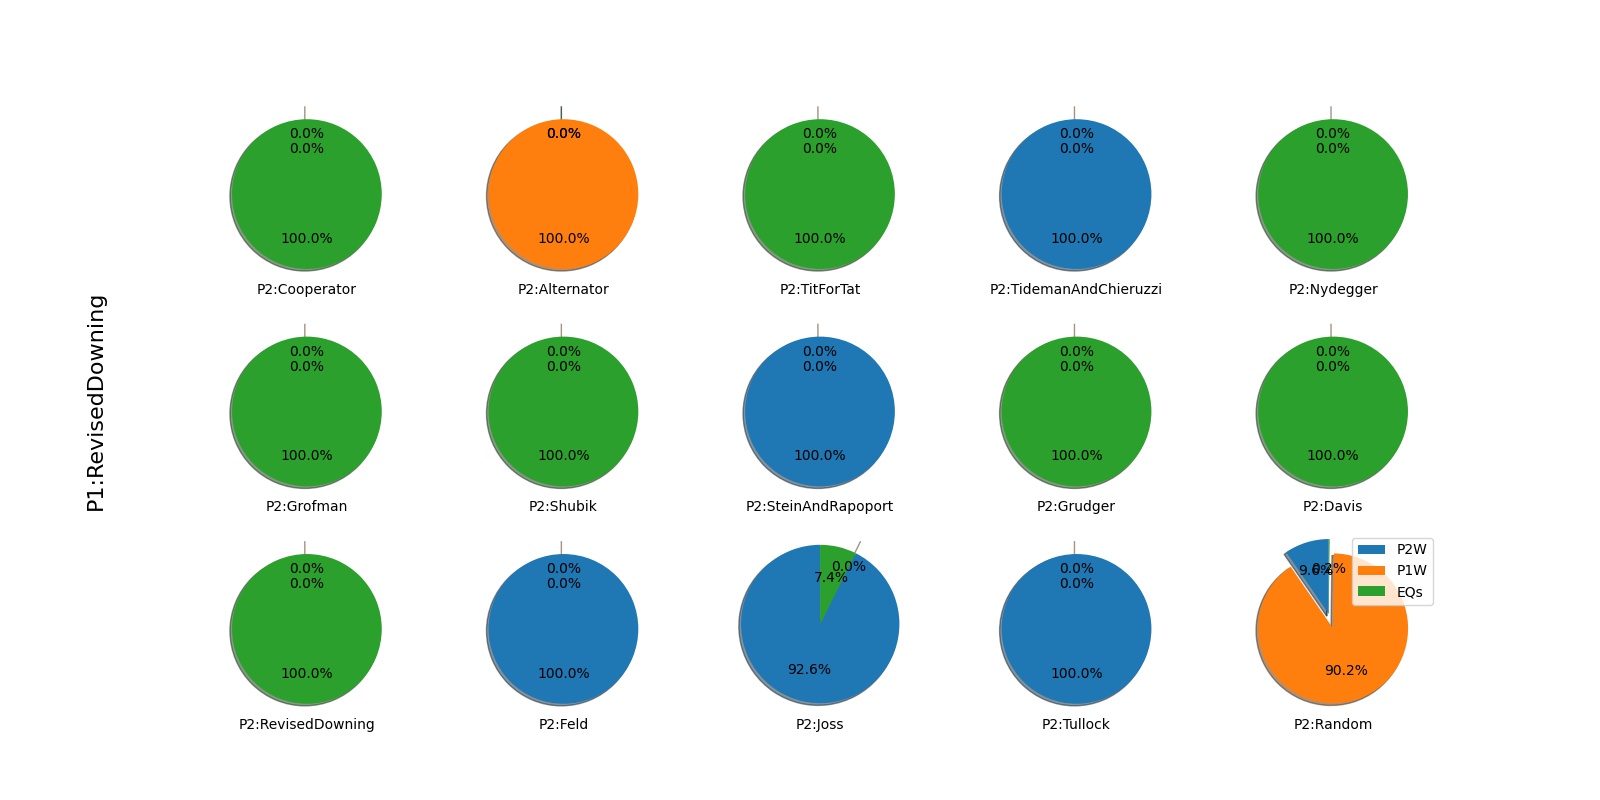 P1:RevisedDowning
0.0%
0.0%
100.0%
P2:Cooperator
0.0%
0.0%
100.0%
P2:Alternator
0.0%
0.0%
100.0%
P2:TitForTat
0.0%
0.0%
100.0%
P2:TidemanAndChieruzzi
0.0%
0.0%
100.0%
P2:Nydegger
0.0%
0.0%
100.0%
P2:Grofman
0.0%
0.0%
100.0%
P2:Shubik
0.0%
0.0%
100.0%
P2:SteinAndRapoport
0.0%
0.0%
100.0%
P2:Grudger
0.0%
0.0%
100.0%
P2:Davis
0.0%
0.0%
100.0%
P2:RevisedDowning
0.0%
0.0%
100.0%
P2:Feld
0.0%
7.4%
92.6%
P2:Joss
0.0%
0.0%
100.0%
P2:Tullock
9.6%
0.2%
90.2%
P2:Random
P2W
P1W
EQs